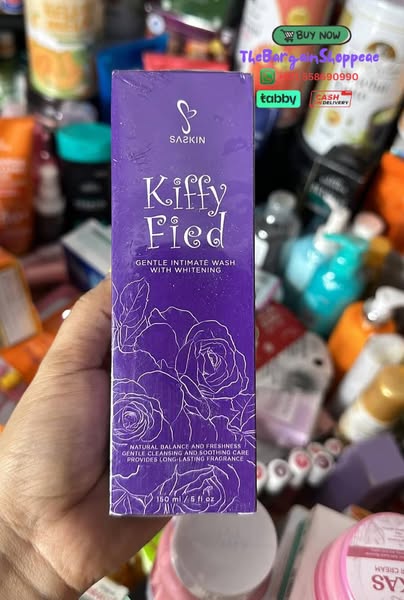 BUY NOW
TheBargainShoppeae
tabby
CASH
ON DELIVERY
SASKIN
Kiffy
Fied
GENTLE INTIMATE WASH
WITH WHITENING
NATURAL BALANCE AND FRESHNESS
GENTLE CLEANSING AND SOOTHING CARE
PROVIDES LONG-LASTING FRAGRANCE
150 ml / 5 fl oz
CREAM